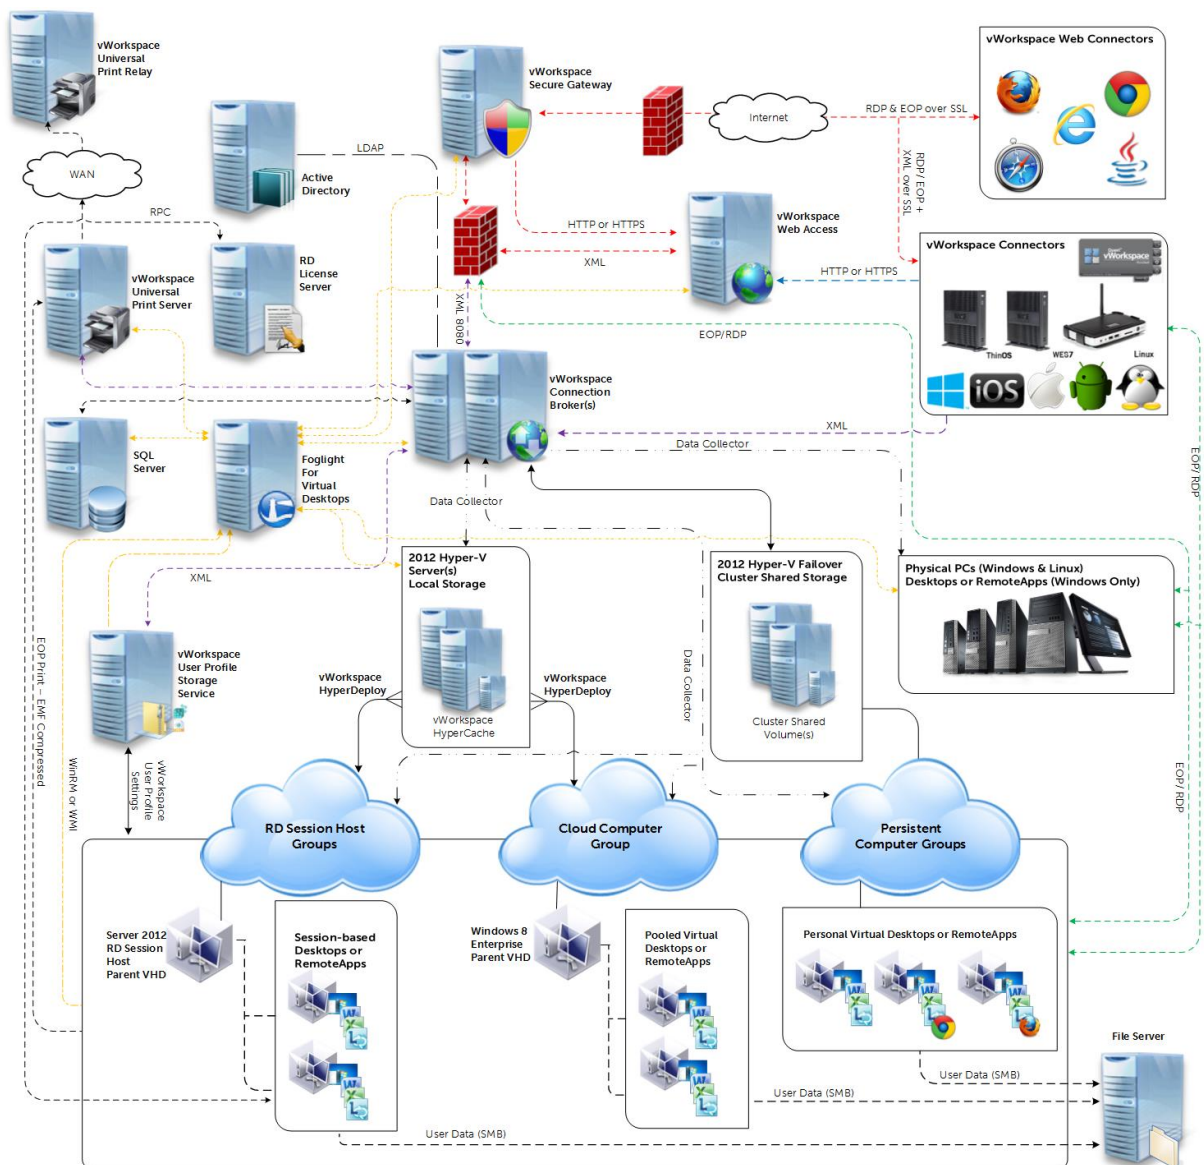 vWorkspace
Universal
Print Relay
vWorkspace
Secure Gateway
vWorkspace Web Connectors
RDP & EOP over SSL
Internet
LDAP
WAN
Active
Directory
RDP/ EOP +
XML over SSL
RPC
HTTP or HTTPS
vWorkspace
Web Access
XML
vWorkspace Connectors
vWorkspace
HTTP or HTTPS
vWorkspace
Universal
Print Server
RD
License
Server
XML 8080
EOP/RDP
ThinOS
WES7
Linux
iOS
vWorkspace
Connection
Broker(s)
XML
Data Collector
SQL
Server
Foglight
For
Virtual
Desktops
EOP/ RDP
Data Collector
2012 Hyper-V
Server(s)
Local Storage
2012 Hyper-V Failover
Cluster Shared Storage
Physical PCs (Windows & Linux)
Desktops or RemoteApps (Windows Only)
XML
vWorkspace
User Profile
Storage
Service
EOP Print – EMF Compressed
vWorkspace
HyperDeploy
vWorkspace
HyperDeploy
Data Collector
vWorkspace
HyperCache
Cluster Shared
Volume(s)
WinRM or WMI
vWorkspace
User Profile
Settings
EOP/ RDP
RD Session Host
Groups
Cloud Computer
Group
Persistent
Computer Groups
Server 2012
RD Session
Host
Parent VHD
Session-based
Desktops or
RemoteApps
Windows 8
Enterprise
Parent VHD
Pooled Virtual
Desktops or
RemoteApps
Personal Virtual Desktops or RemoteApps
File Server
User Data (SMB)
User Data (SMB)
User Data (SMB)